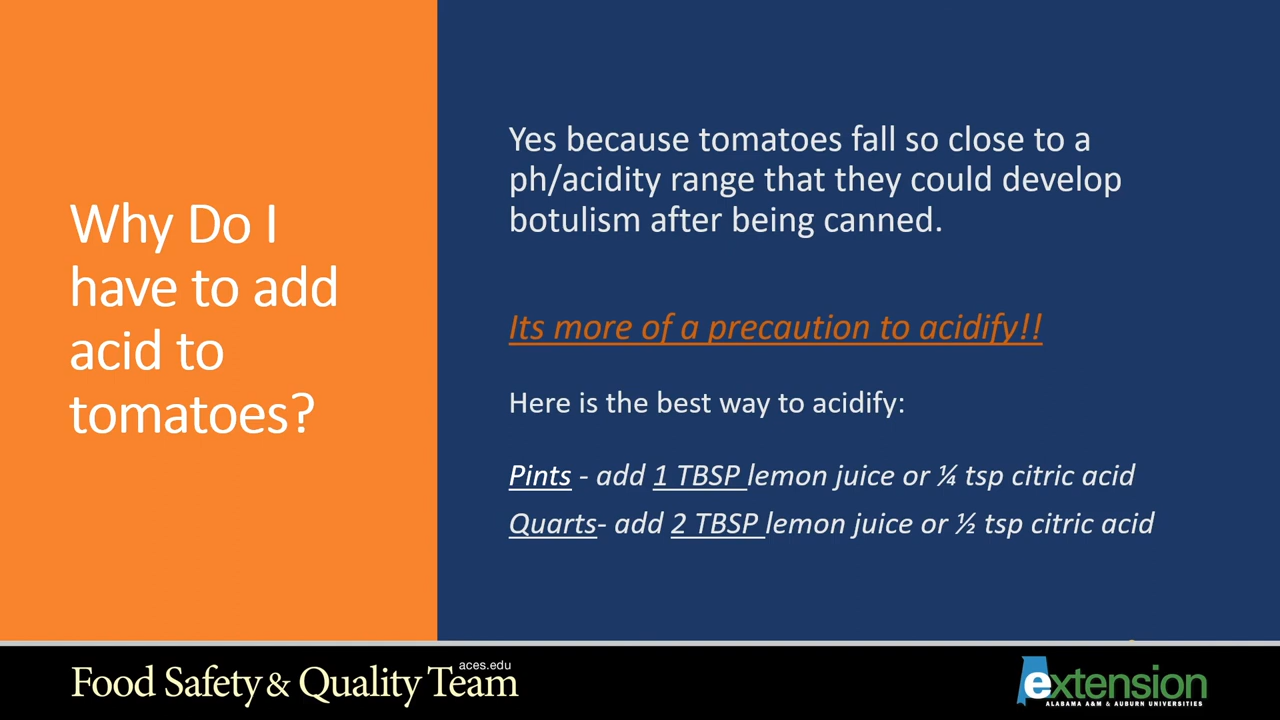 Why Do I
have to add
acid to
tomatoes?
Yes because tomatoes fall so close to a
ph/acidity range that they could develop
botulism after being canned.
Its more of a precaution to acidify!!
Here is the best way to acidify:
Pints - add 1 TBSP lemon juice or ¼ tsp citric acid
Quarts- add 2 TBSP lemon juice or ½ tsp citric acid
Food Safety & Quality Team
aces.edu
extension
ALABAMA A&M & AUBURN UNIVERSITIES